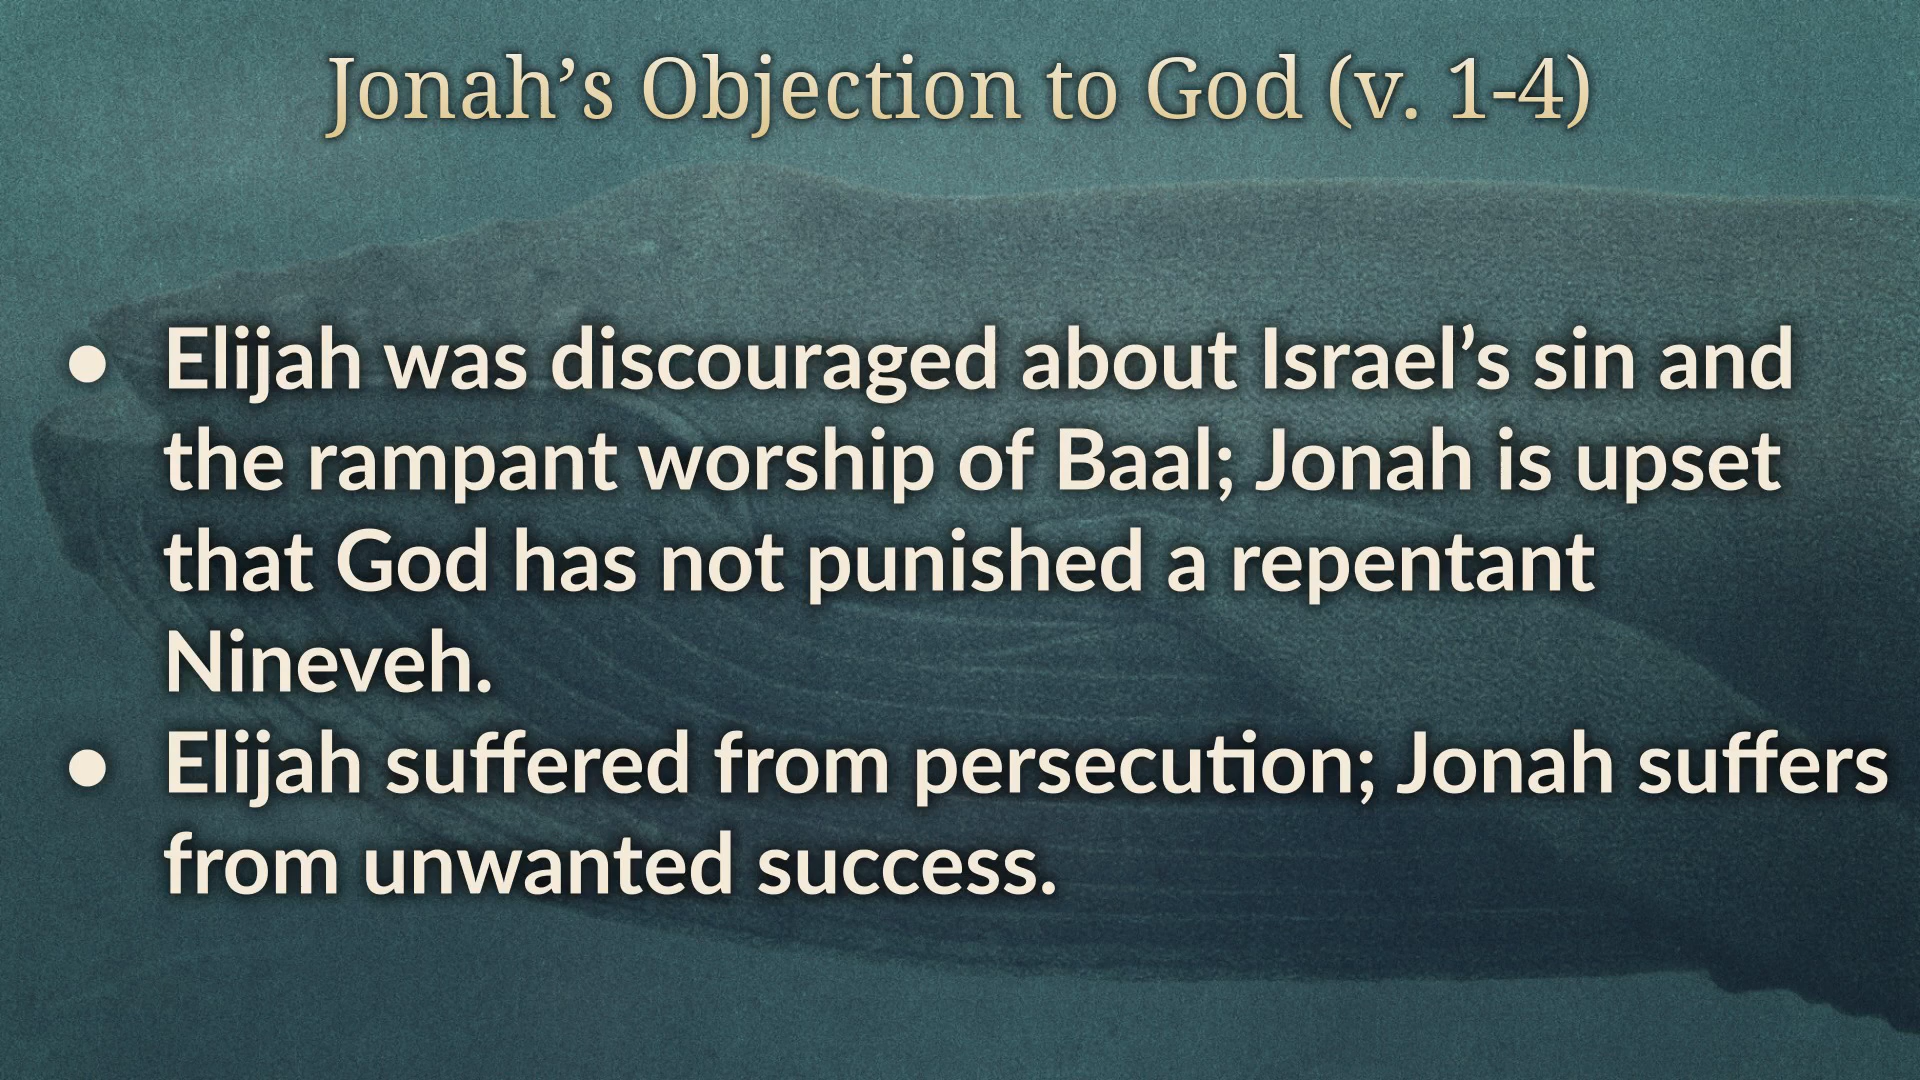 Jonah’s Objection to God (v. 1-4)
● Elijah was discouraged about Israel’s sin and
the rampant worship of Baal; Jonah is upset
that God has not punished a repentant
Nineveh.
● Elijah suffered from persecution; Jonah suffers
from unwanted success.